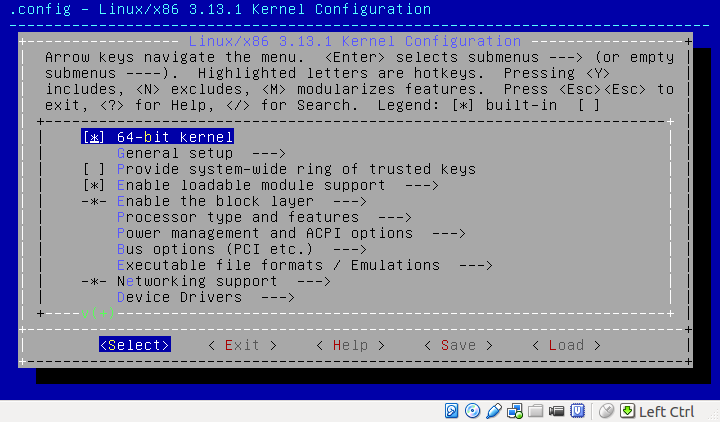 .config - Linux/x86 3.13.1 Kernel Configuration
Linux/x86 3.13.1 Kernel Configuration
Arrow keys navigate the menu.  <Enter> selects submenus ---> (or empty
submenus ----).  Highlighted letters are hotkeys.  Pressing <Y>
includes, <N> excludes, <M> modularizes features.  Press <Esc><Esc> to
exit, <?> for Help, </> for Search.  Legend: [*] built-in  [ ]
[*] 64-bit kernel
General setup  --->
[ ] Provide system-wide ring of trusted keys
[*] Enable loadable module support  --->
-*- Enable the block layer  --->
Processor type and features  --->
Power management and ACPI options  --->
Bus options (PCI etc.)  --->
Executable file formats / Emulations  --->
-*- Networking support  --->
Device Drivers  --->
v(+)
<Select>    < Exit >    < Help >    < Save >    < Load >
Left Ctrl